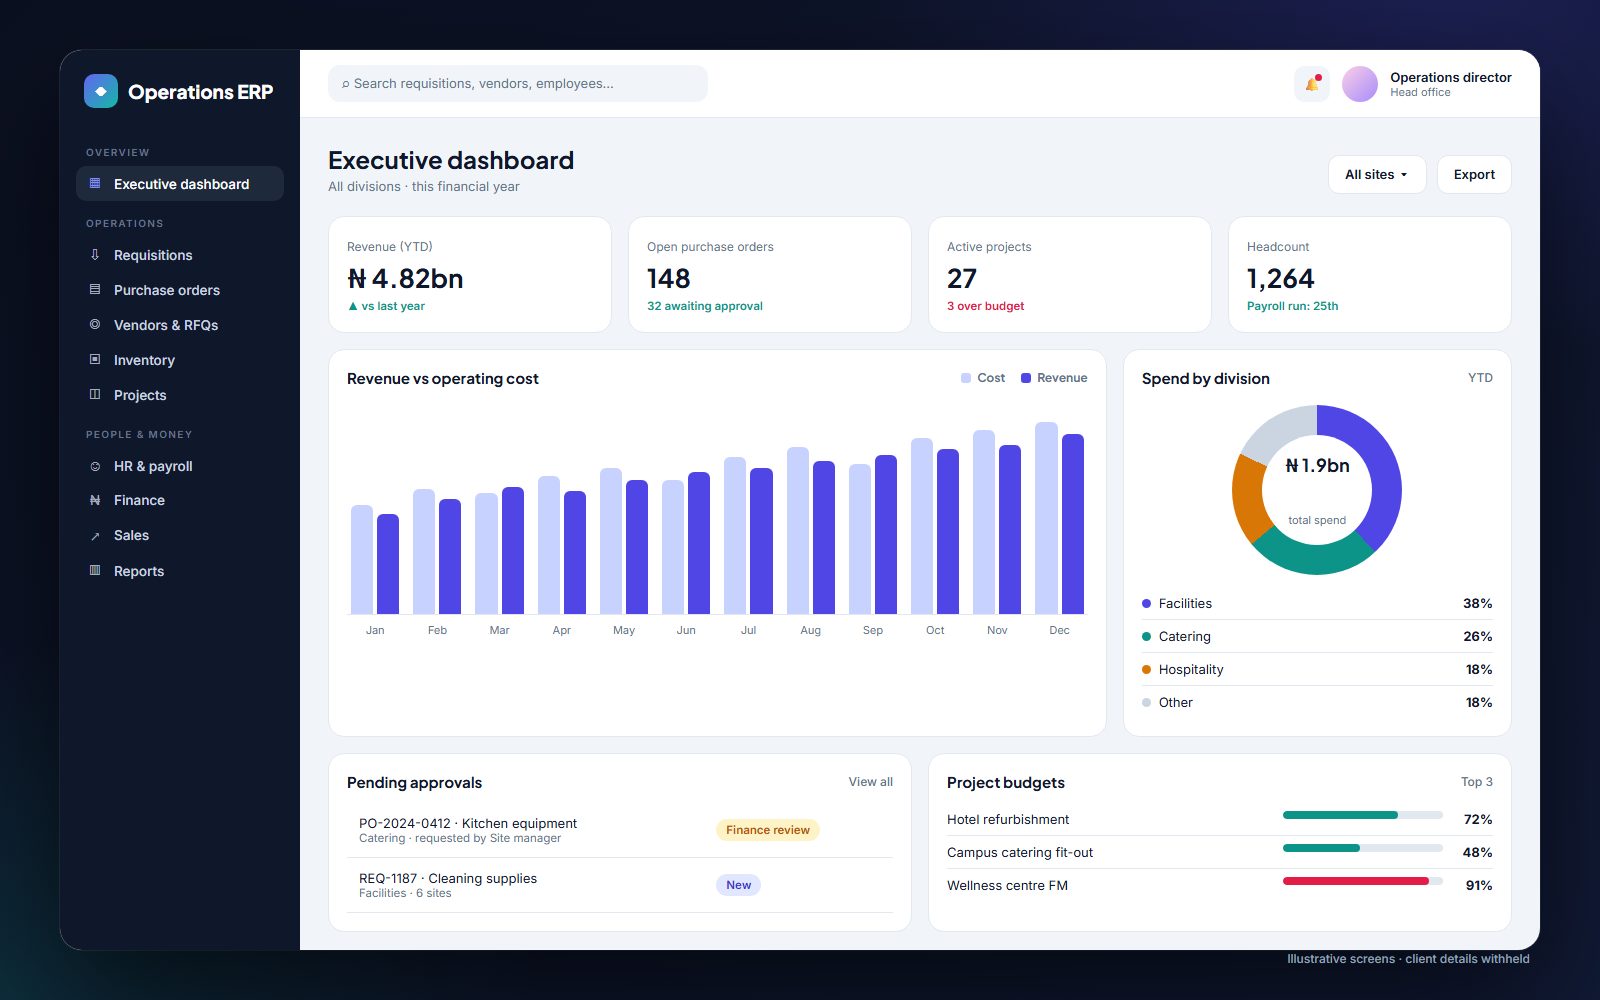 Operations ERP
OVERVIEW
Executive dashboard
OPERATIONS
Requisitions
Purchase orders
Vendors & RFQs
Inventory
Projects
PEOPLE & MONEY
HR & payroll
₦ Finance
Sales
Reports
Search requisitions, vendors, employees...
Operations director
Head office
Executive dashboard
All divisions · this financial year
All sites
Export
Revenue (YTD)
₦ 4.82bn
▲ vs last year
Open purchase orders
148
32 awaiting approval
Active projects
27
3 over budget
Headcount
1,264
Payroll run: 25th
Revenue vs operating cost
Cost Revenue
Jan Feb Mar Apr May Jun Jul Aug Sep Oct Nov Dec
Spend by division YTD
₦ 1.9bn
total spend
Facilities 38%
Catering 26%
Hospitality 18%
Other 18%
Pending approvals View all
PO-2024-0412 · Kitchen equipment
Catering · requested by Site manager
Finance review
REQ-1187 · Cleaning supplies
Facilities · 6 sites
New
Project budgets Top 3
Hotel refurbishment 72%
Campus catering fit-out 48%
Wellness centre FM 91%
Illustrative screens · client details withheld